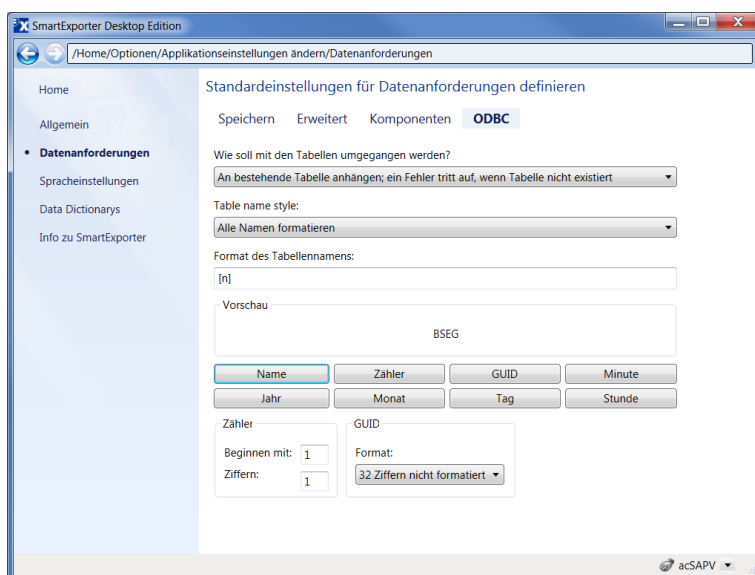 SmartExporter Desktop Edition
/Home/Optionen/Applikationseinstellungen ändern/Datenanforderungen
Home
Allgemein
Datenanforderungen
Spracheinstellungen
Data Dictionarys
Info zu SmartExporter
Standardeinstellungen für Datenanforderungen definieren
Speichern Erweitert Komponenten ODBC
Wie soll mit den Tabellen umgegangen werden?
An bestehende Tabelle anhängen; ein Fehler tritt auf, wenn Tabelle nicht existiert
Table name style:
Alle Namen formatieren
Format des Tabellennamens:
[n]
Vorschau
BSEG
Name Zähler GUID Minute
Jahr Monat Tag Stunde
Zähler GUID
Beginnen mit: 1 Format:
Ziffern: 1 32 Ziffern nicht formatiert
acSAPV